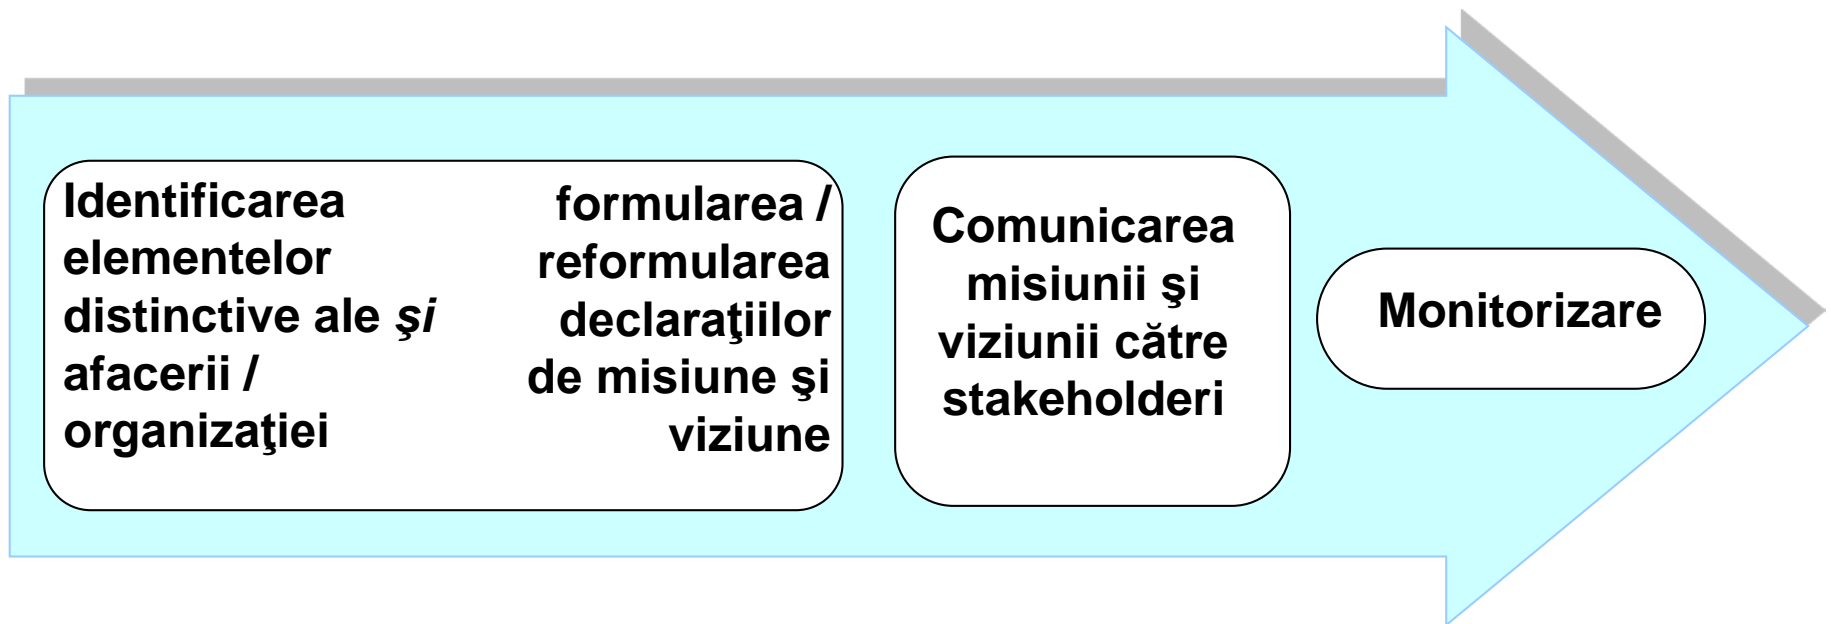 Identificarea
elementelor
distinctive ale şi
afacerii /
organizaţiei
formularea /
reformularea
declaraţiilor
de misiune şi
viziune
Comunicarea
misiunii şi
viziunii către
stakeholderi
Monitorizare